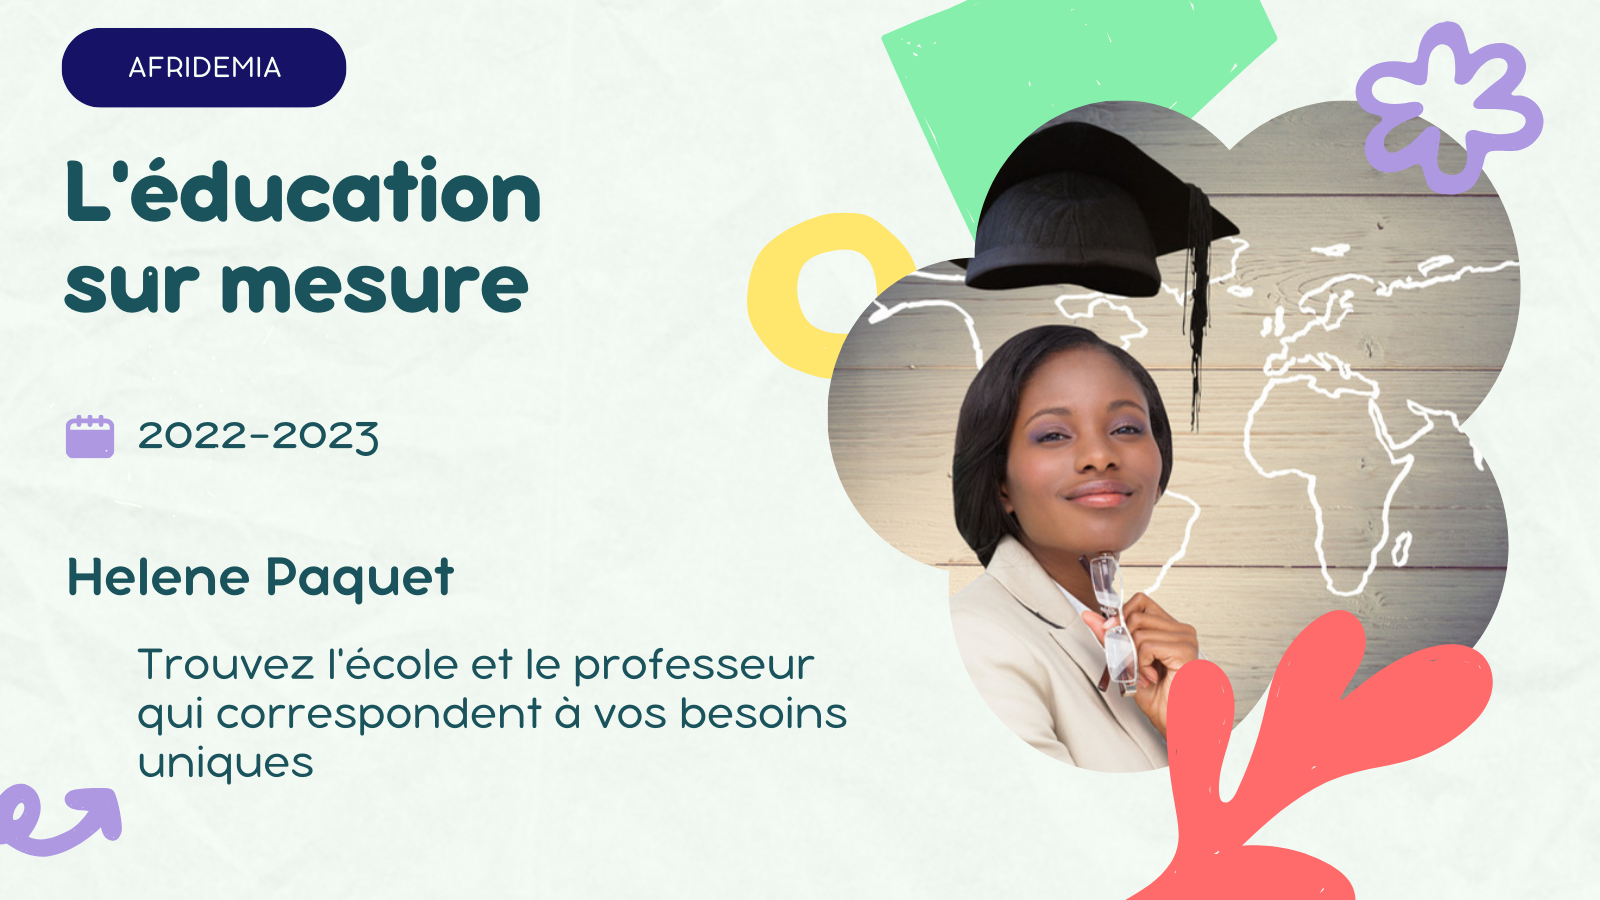 AFRIDEMIA
L'éducation
sur mesure
2022-2023
Helene Paquet
Trouvez l'école et le professeur
qui correspondent à vos besoins
uniques